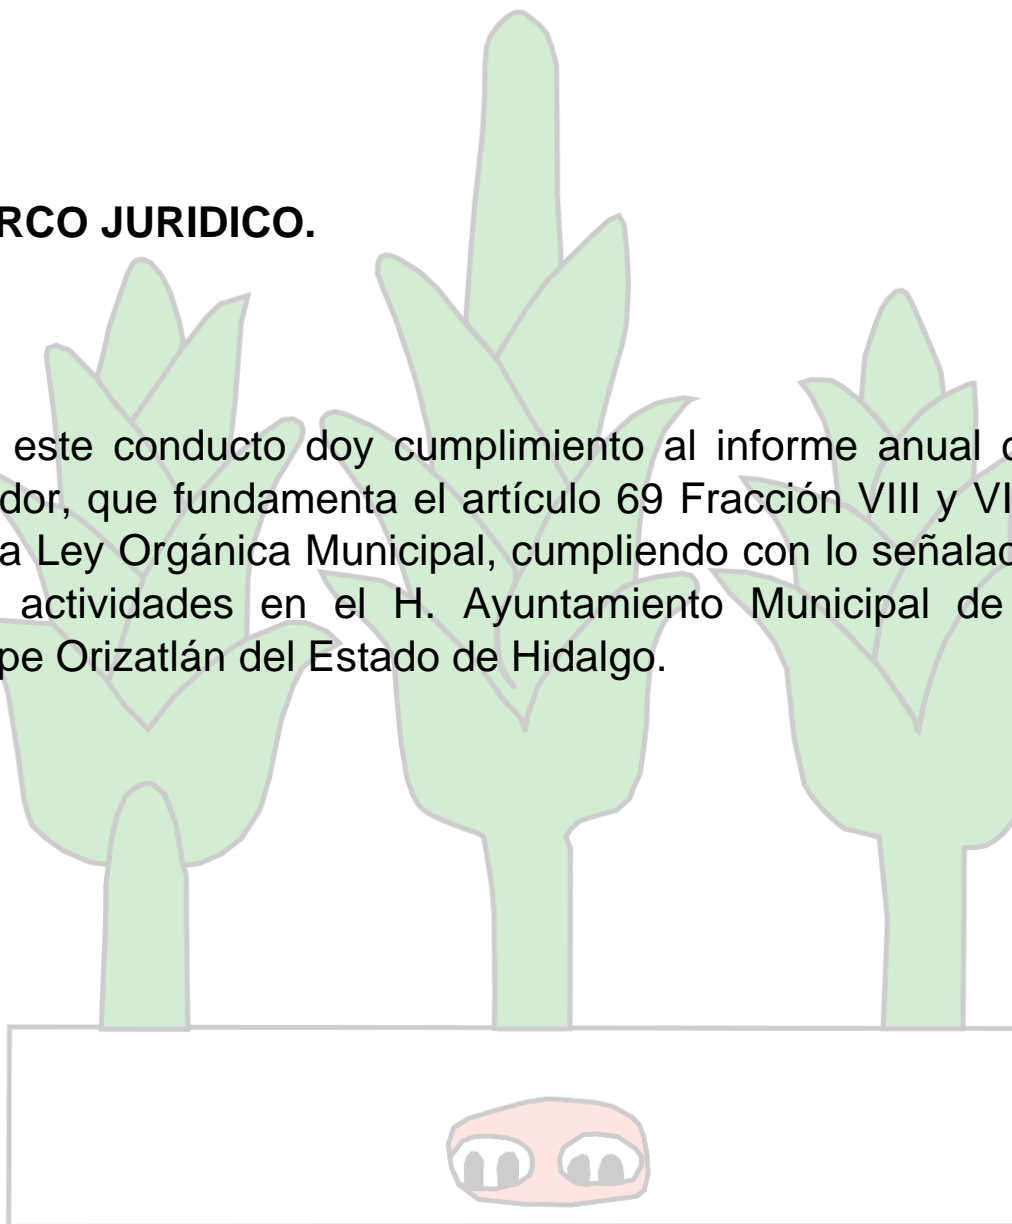 RCO JURIDICO.
este conducto doy cumplimiento al informe anual
dor, que fundamenta el artículo 69 Fracción VIII y VI
a Ley Orgánica Municipal, cumpliendo con lo señalad
actividades en el H. Ayuntamiento Municipal de
pe Orizatlán del Estado de Hidalgo.